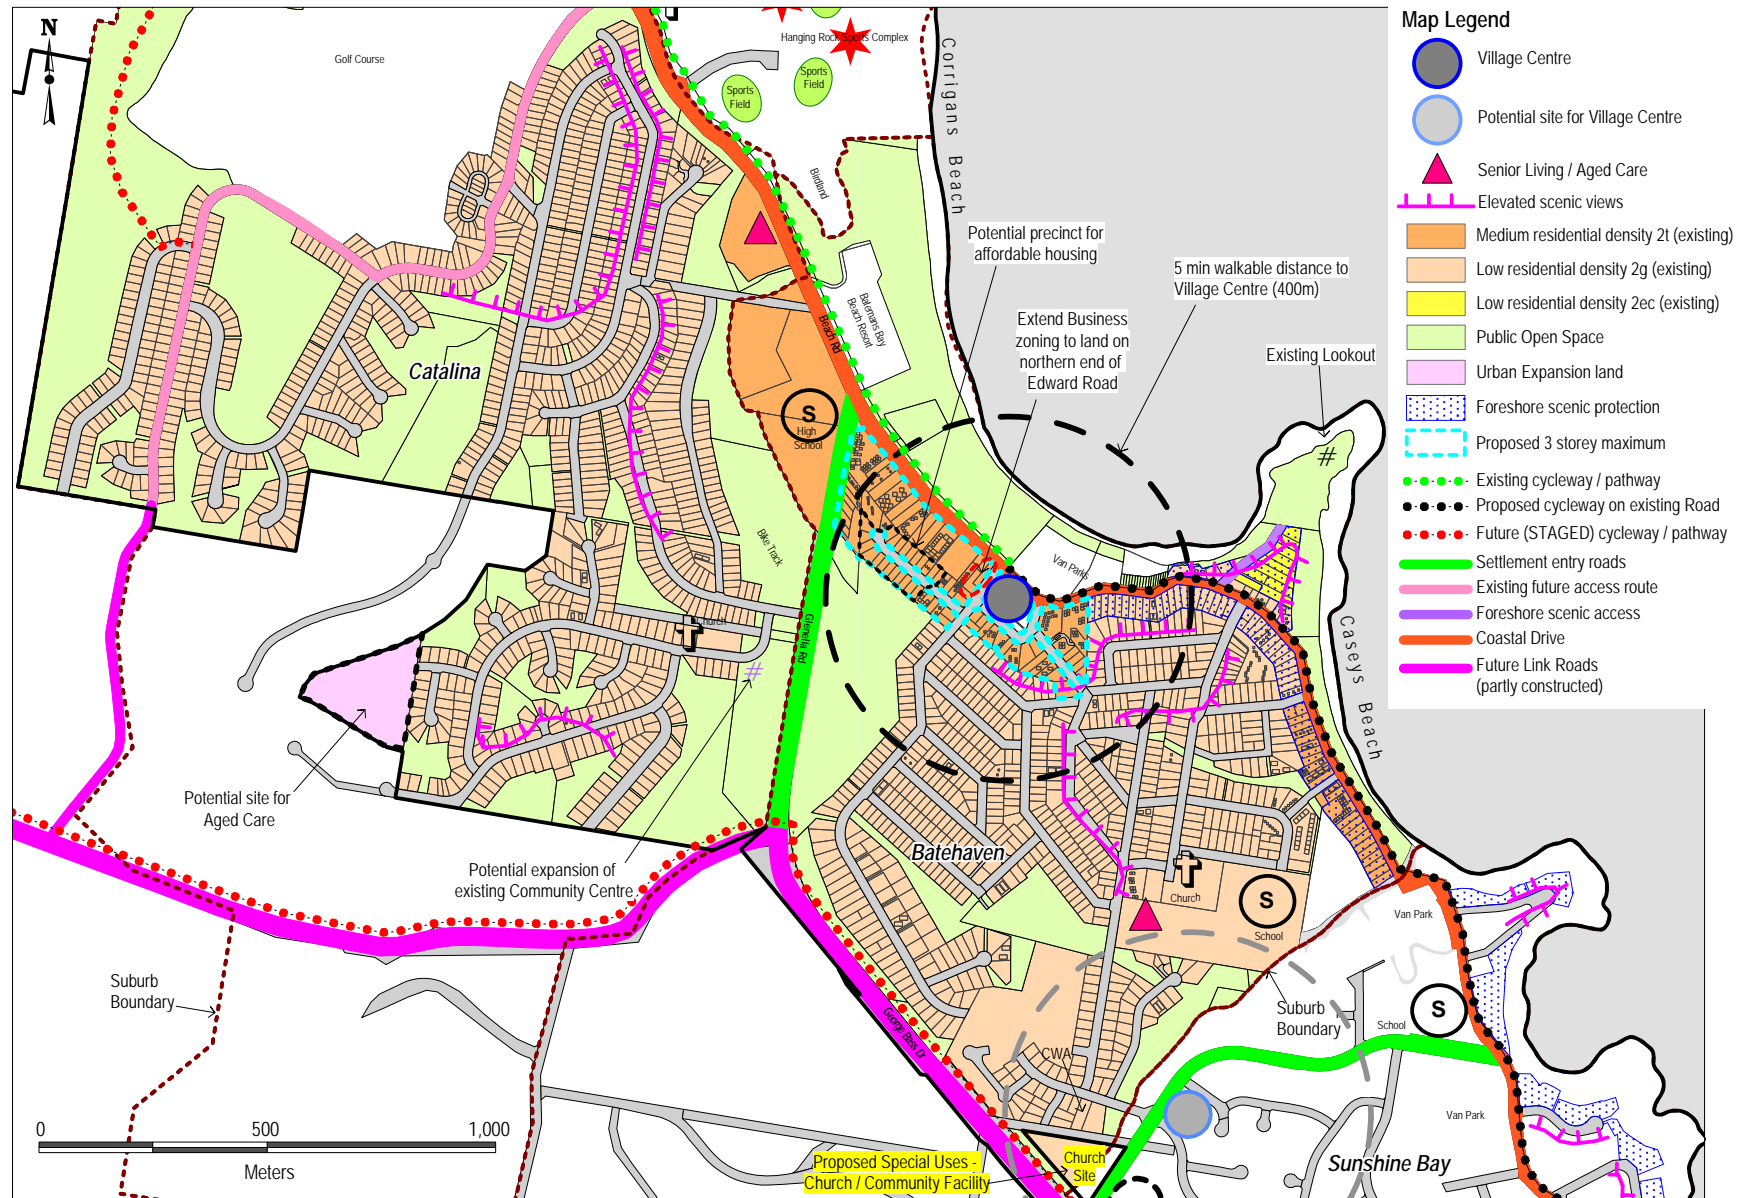 N
Golf Course
Hanging Rock Sports Complex
Sports
Field
Sports
Field
Birdland
Corrigans Beach
Potential precinct for
affordable housing
5 min walkable distance to
Village Centre (400m)
Extend Business
zoning to land on
northern end of
Edward Road
Existing Lookout
#
Batemans Bay
Beach Resort
Beach Rd
Catalina
S
High
School
Bike Track
Van Parks
Church
#
Glenella Rd
Caseys Beach
Potential site for
Aged Care
Potential expansion of
existing Community Centre
Batehaven
Church
S
School
Van Park
Suburb
Boundary
Suburb
Boundary
S
School
George Bass Dr
CWA
Van Park
Sunshine Bay
Church
Site
Proposed Special Uses -
Church / Community Facility
0 500 1,000
Meters
Map Legend
Village Centre
Potential site for Village Centre
Senior Living / Aged Care
Elevated scenic views
Medium residential density 2t (existing)
Low residential density 2g (existing)
Low residential density 2ec (existing)
Public Open Space
Urban Expansion land
Foreshore scenic protection
Proposed 3 storey maximum
Existing cycleway / pathway
Proposed cycleway on existing Road
Future (STAGED) cycleway / pathway
Settlement entry roads
Existing future access route
Foreshore scenic access
Coastal Drive
Future Link Roads
(partly constructed)